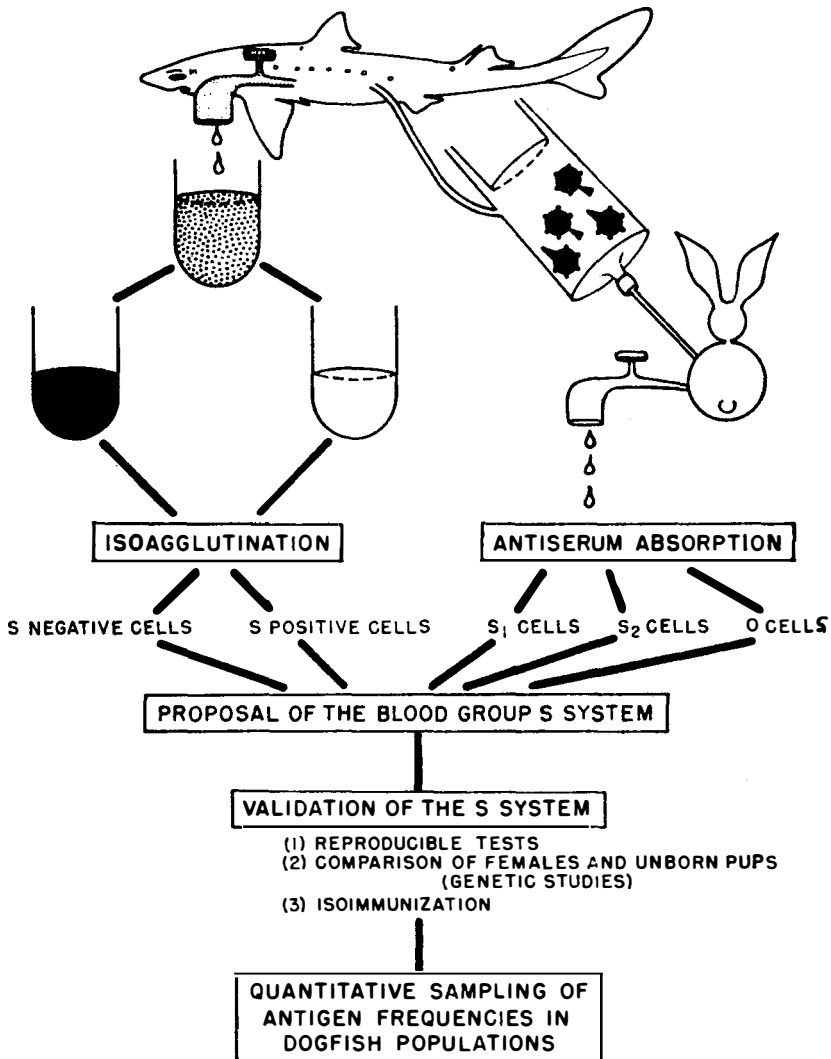 ISOAGGLUTINATION
ANTISERUM ABSORPTION
S NEGATIVE CELLS
S POSITIVE CELLS
S₁ CELLS
S₂ CELLS
O CELLS
PROPOSAL OF THE BLOOD GROUP S SYSTEM
VALIDATION OF THE S SYSTEM
(1) REPRODUCIBLE TESTS
(2) COMPARISON OF FEMALES AND UNBORN PUPS
(GENETIC STUDIES)
(3) ISOIMMUNIZATION
QUANTITATIVE SAMPLING OF
ANTIGEN FREQUENCIES IN
DOGFISH POPULATIONS